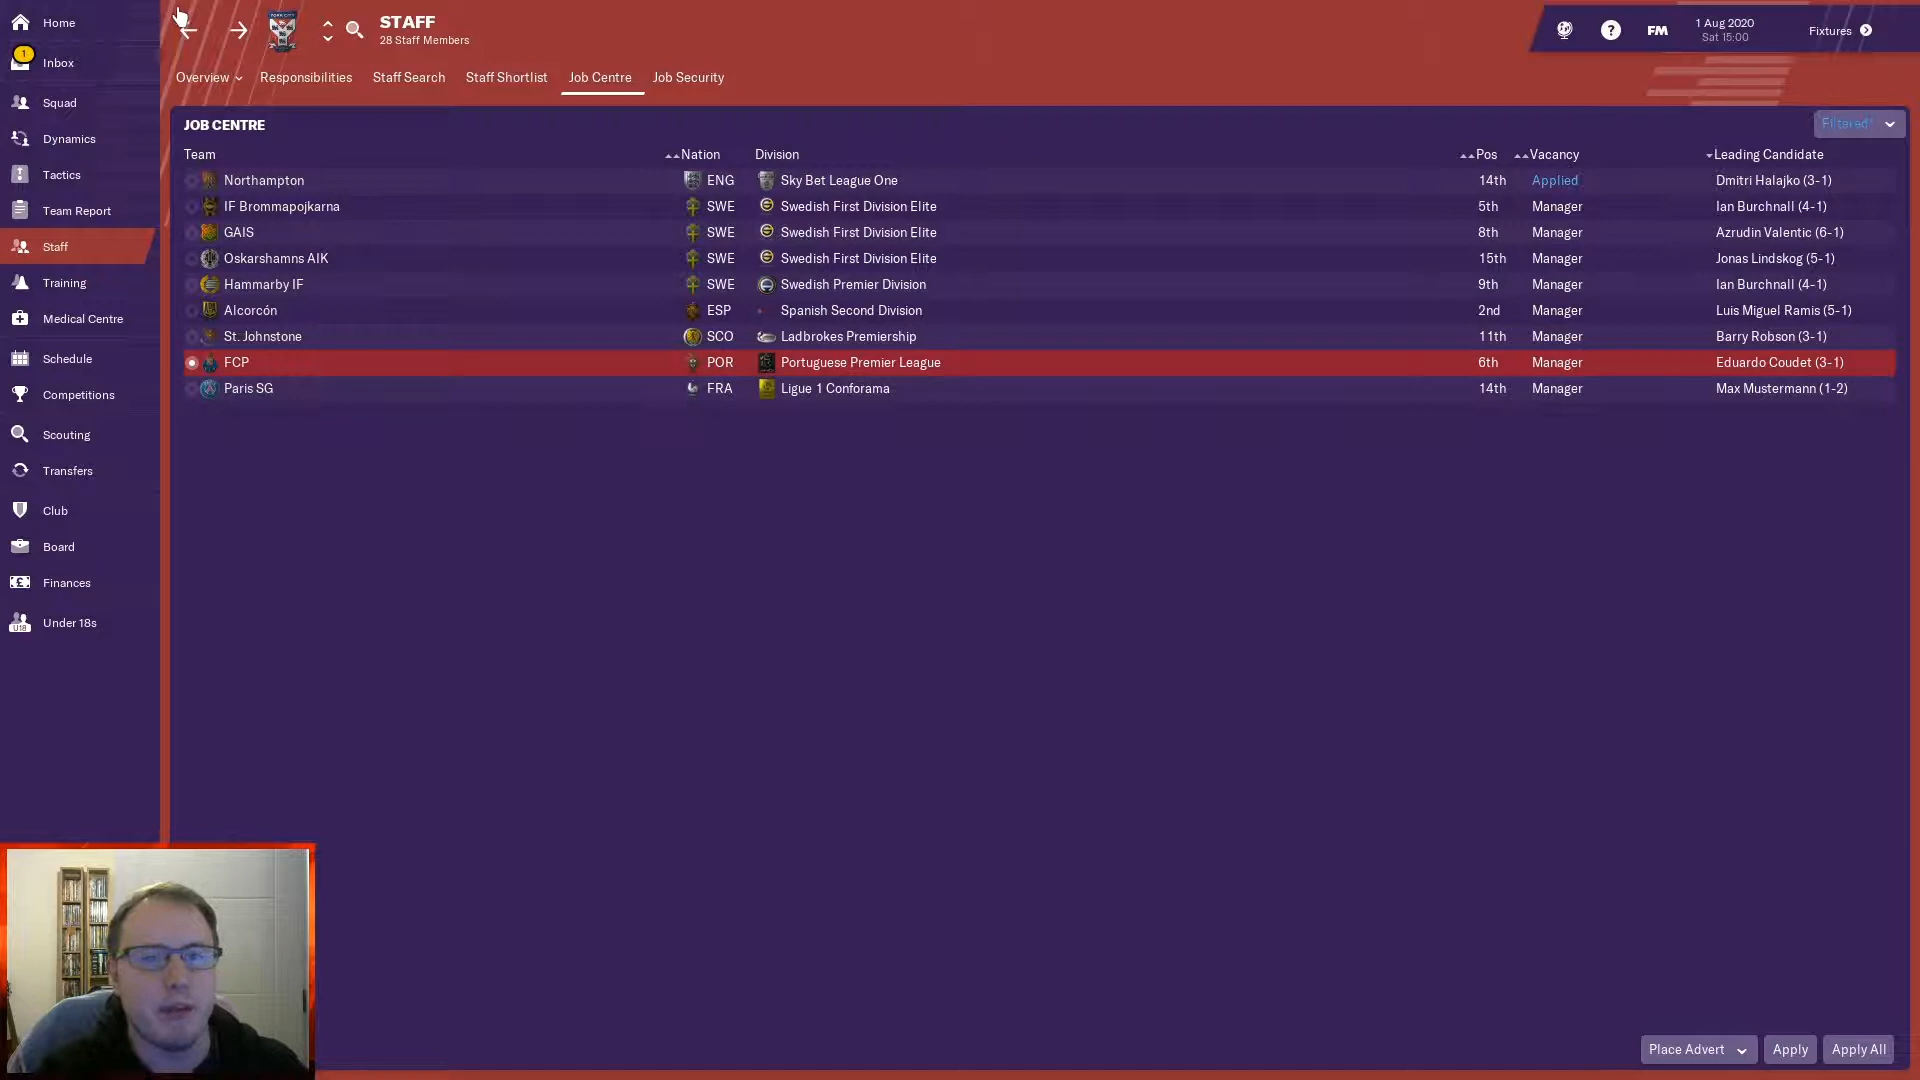 Home
STAFF
28 Staff Members
1 Aug 2020
Sat 15:00
FM
Fixtures
1
Inbox
Overview
Responsibilities
Staff Search
Staff Shortlist
Job Centre
Job Security
Squad
Dynamics
Tactics
Team Report
Staff
Training
Medical Centre
Schedule
Competitions
Scouting
Transfers
Club
Board
Finances
U18
Under 18s
YORK CITY
JOB CENTRE
Filtered*
Team Nation Division Pos Vacancy Leading Candidate
Northampton ENG Sky Bet League One 14th Applied Dmitri Halajko (3-1)
IF Brommapojkarna SWE Swedish First Division Elite 5th Manager Ian Burchnall (4-1)
GAIS SWE Swedish First Division Elite 8th Manager Azrudin Valentic (6-1)
Oskarshamns AIK SWE Swedish First Division Elite 15th Manager Jonas Lindskog (5-1)
Hammarby IF SWE Swedish Premier Division 9th Manager Ian Burchnall (4-1)
Alcorcón ESP Spanish Second Division 2nd Manager Luis Miguel Ramis (5-1)
St. Johnstone SCO Ladbrokes Premiership 11th Manager Barry Robson (3-1)
FCP POR Portuguese Premier League 6th Manager Eduardo Coudet (3-1)
Paris SG FRA Ligue 1 Conforama 14th Manager Max Mustermann (1-2)
Place Advert Apply Apply All